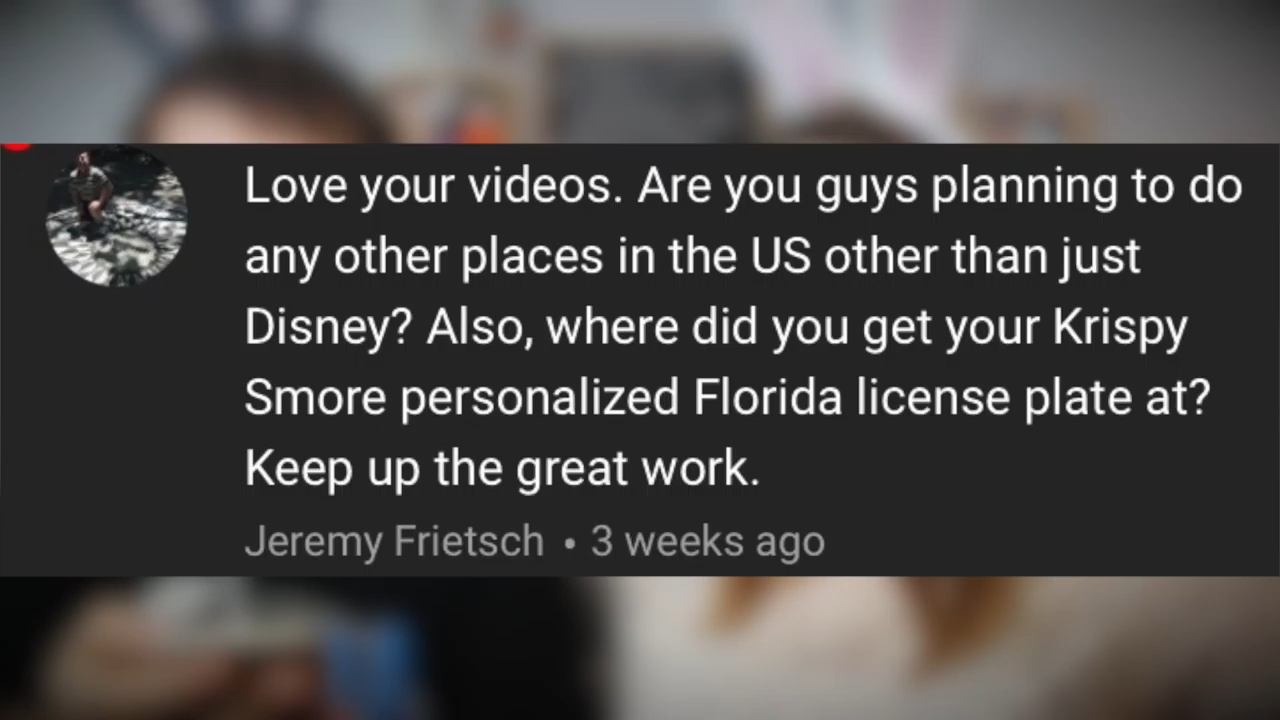 Love your videos. Are you guys planning to do
any other places in the US other than just
Disney? Also, where did you get your Krispy
Smore personalized Florida license plate at?
Keep up the great work.
Jeremy Frietsch • 3 weeks ago